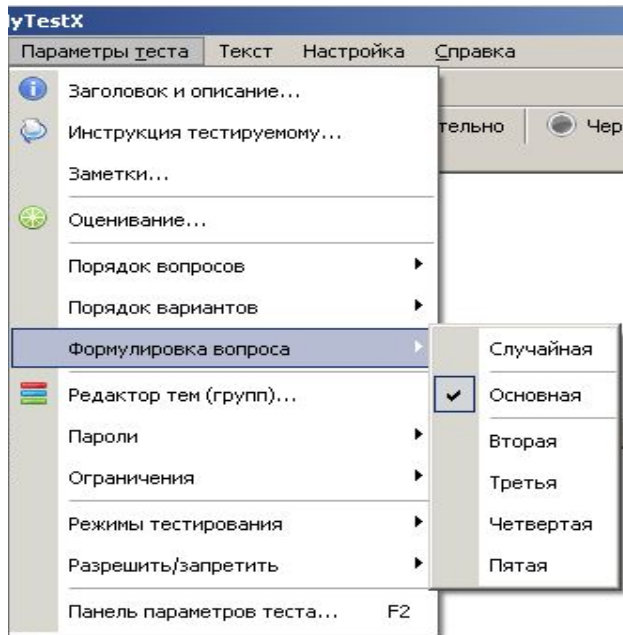 yTestX
Параметры теста Текст Настройка Справка
Заголовок и описание...
Инструкция тестируемому...
тельно Чер
Заметки...
Оценивание...
Порядок вопросов
Порядок вариантов
Формулировка вопроса
Случайная
Редактор тем (групп)...
Основная
Пароли
Вторая
Ограничения
Третья
Режимы тестирования
Четвертая
Разрешить/запретить
Пятая
Панель параметров теста... F2